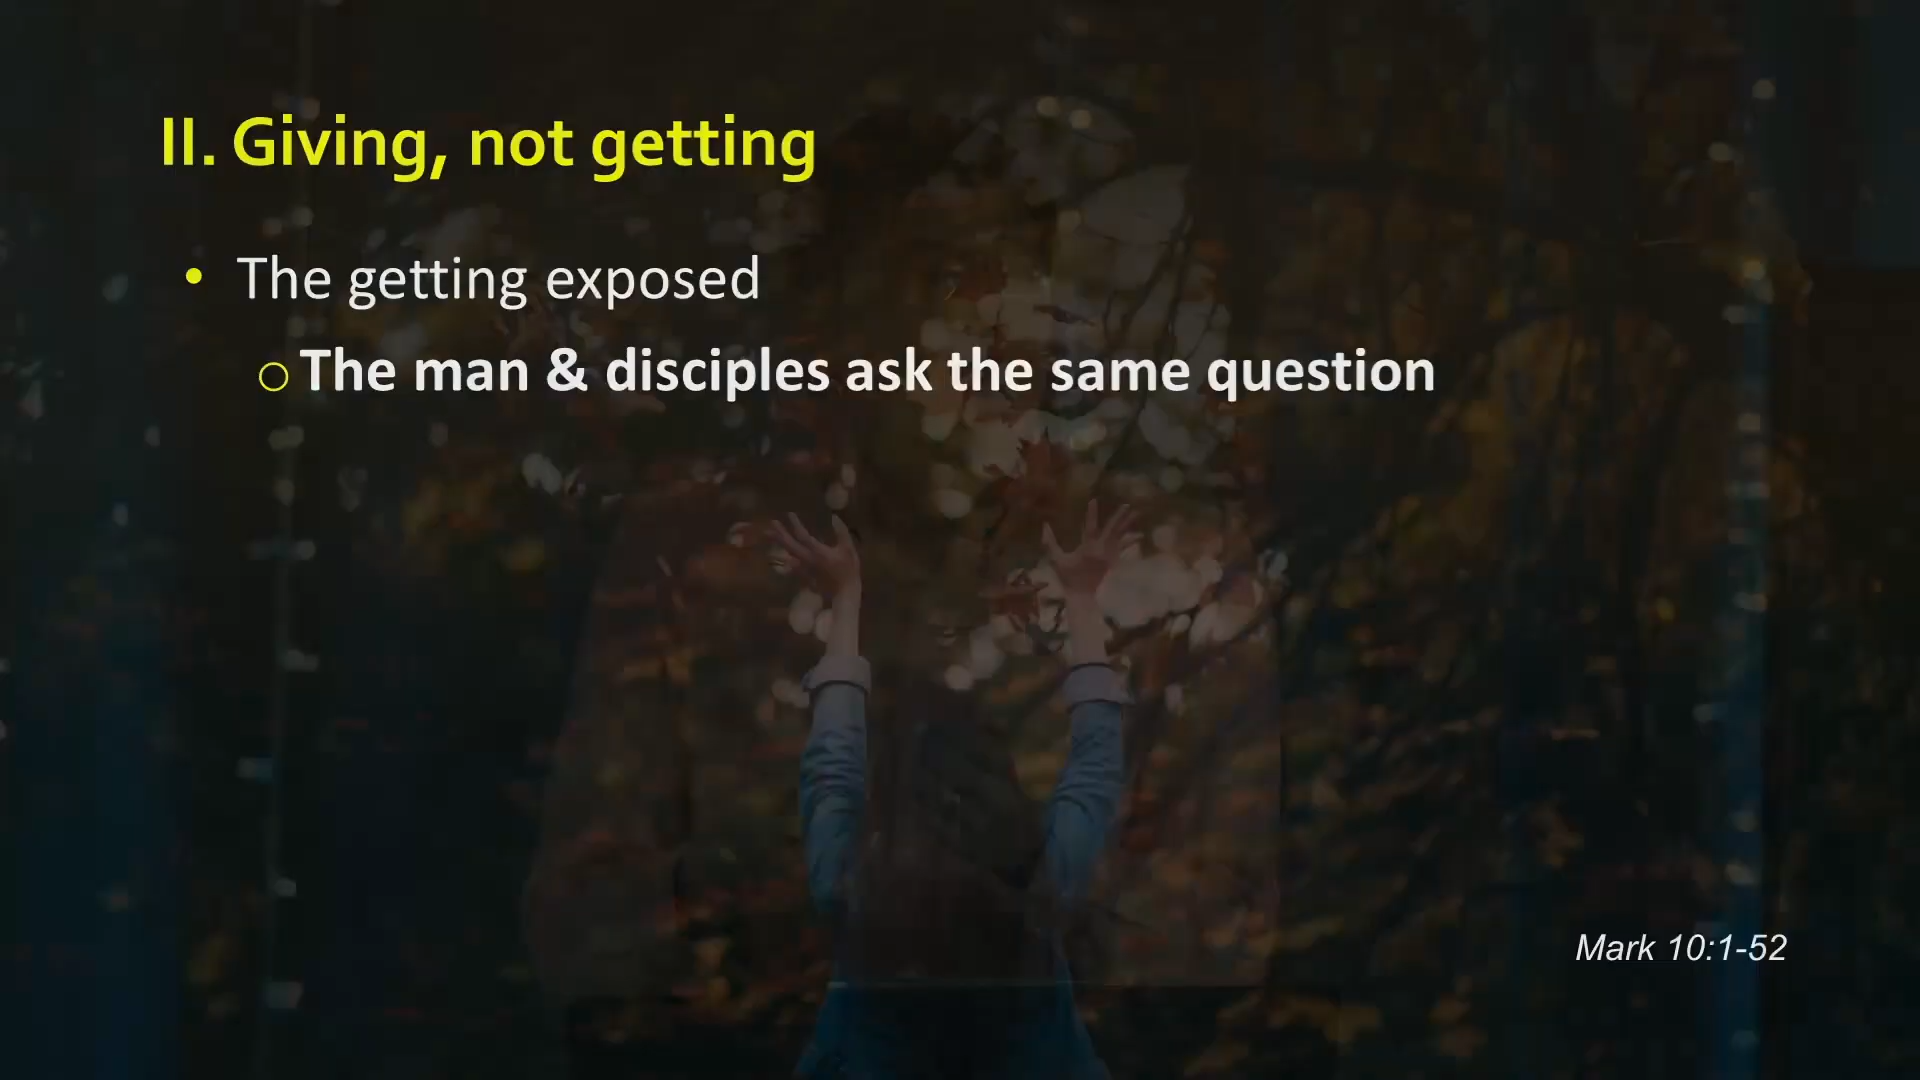 II. Giving, not getting
• The getting exposed
o The man & disciples ask the same question
Mark 10:1-52